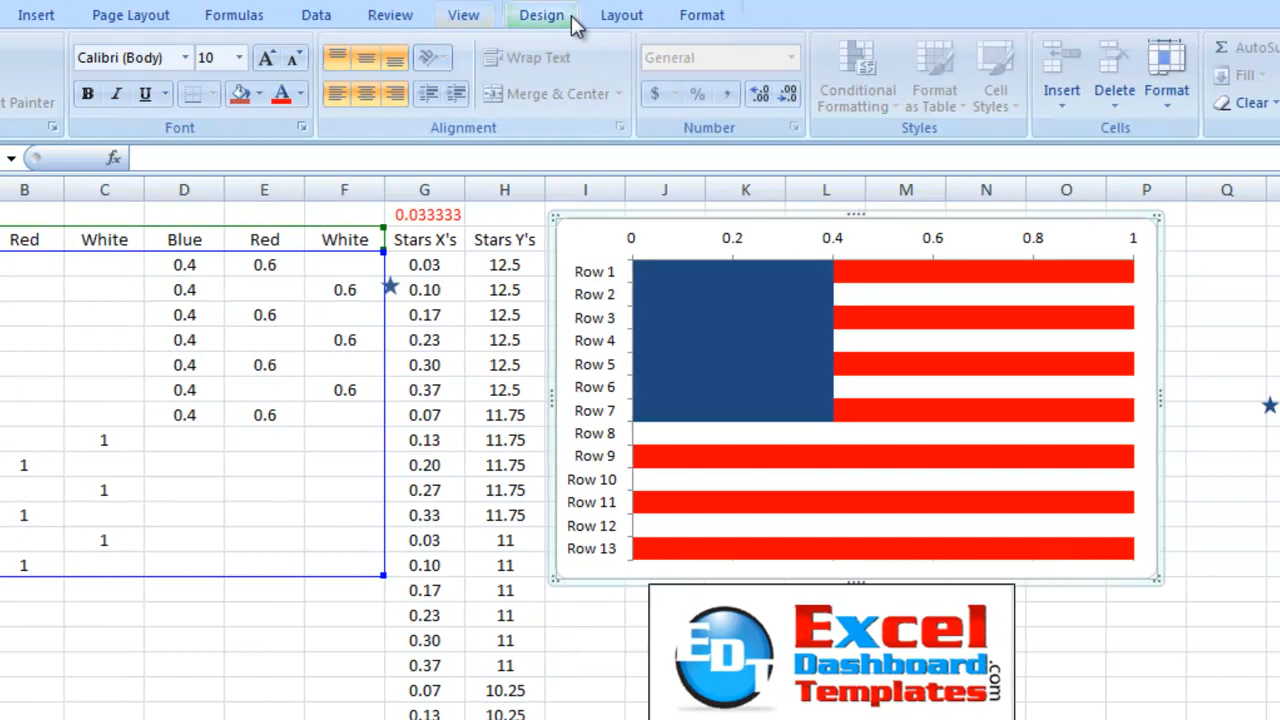 Insert Page Layout Formulas Data Review View Design Layout Format
Calibri (Body) 10 A A Wrap Text General
t Painter B I U A Merge & Center $ % , .00 .0 Conditional Formatting Format as Table Cell Styles Insert Delete Format Σ AutoSu Fill Clear
Font Alignment Number Styles Cells
fx
B C D E F G H I J K L M N O P Q
0.033333
Red White Blue Red White Stars X's Stars Y's
0.4 0.6 0.03 12.5
0.4 0.6 0.10 12.5
0.4 0.6 0.17 12.5
0.4 0.6 0.23 12.5
0.4 0.6 0.30 12.5
0.4 0.6 0.37 12.5
0.4 0.6 0.07 11.75
1 0.13 11.75
1 0.20 11.75
1 0.27 11.75
1 0.33 11.75
1 0.03 11
1 0.10 11
0.17 11
0.23 11
0.30 11
0.37 11
0.07 10.25
0.13 10.25
0 0.2 0.4 0.6 0.8 1
Row 1
Row 2
Row 3
Row 4
Row 5
Row 6
Row 7
Row 8
Row 9
Row 10
Row 11
Row 12
Row 13
EDT
Excel
Dashboard
Templates
.com